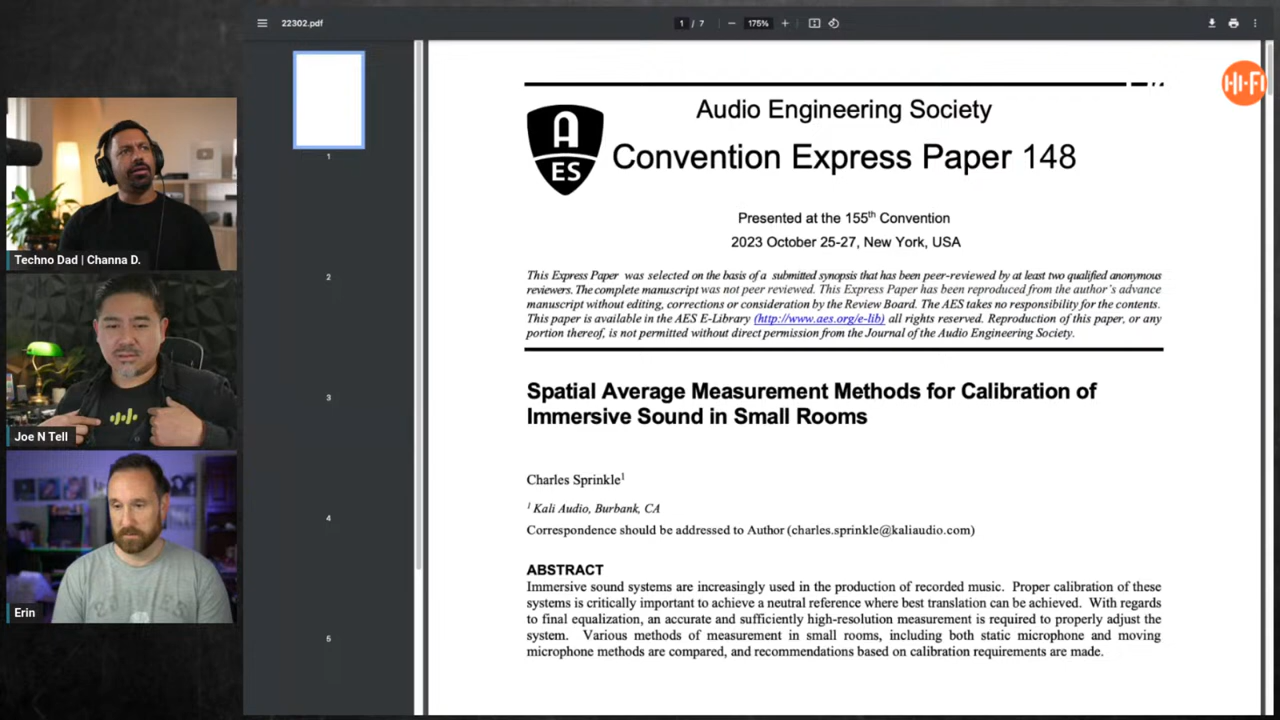 22302.pdf
1 / 7
175%
HI-FI
Techno Dad | Channa D.
Joe N Tell
Erin
1
2
3
4
5
AES
Audio Engineering Society
Convention Express Paper 148
Presented at the 155th Convention
2023 October 25-27, New York, USA
This Express Paper was selected on the basis of a submitted synopsis that has been peer-reviewed by at least two qualified anonymous
reviewers. The complete manuscript was not peer reviewed. This Express Paper has been reproduced from the author's advance
manuscript without editing, corrections or consideration by the Review Board. The AES takes no responsibility for the contents.
This paper is available in the AES E-Library (http://www.aes.org/e-lib) all rights reserved. Reproduction of this paper, or any
portion thereof, is not permitted without direct permission from the Journal of the Audio Engineering Society.
Spatial Average Measurement Methods for Calibration of
Immersive Sound in Small Rooms
Charles Sprinkle1
1 Kali Audio, Burbank, CA
Correspondence should be addressed to Author (charles.sprinkle@kaliaudio.com)
ABSTRACT
Immersive sound systems are increasingly used in the production of recorded music. Proper calibration of these
systems is critically important to achieve a neutral reference where best translation can be achieved. With regards
to final equalization, an accurate and sufficiently high-resolution measurement is required to properly adjust the
system. Various methods of measurement in small rooms, including both static microphone and moving
microphone methods are compared, and recommendations based on calibration requirements are made.